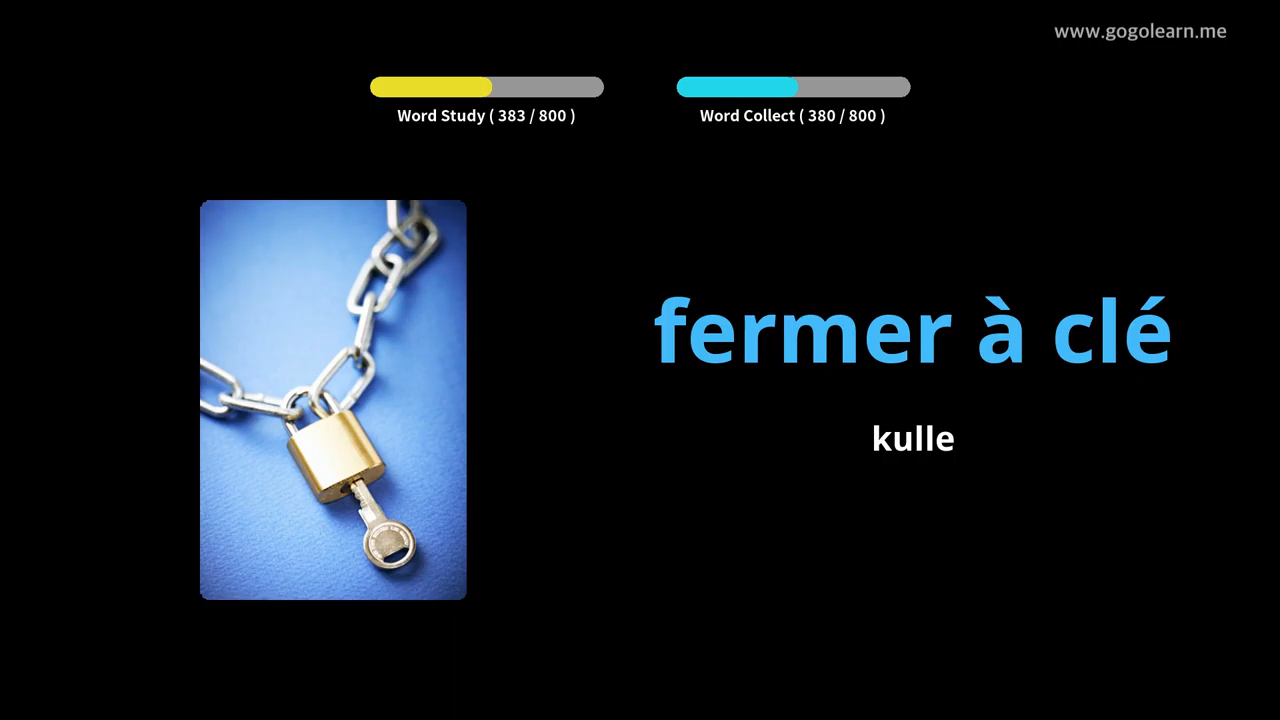 www.gogolearn.me
Word Study ( 383 / 800 )
Word Collect ( 380 / 800 )
fermer à clé
kulle